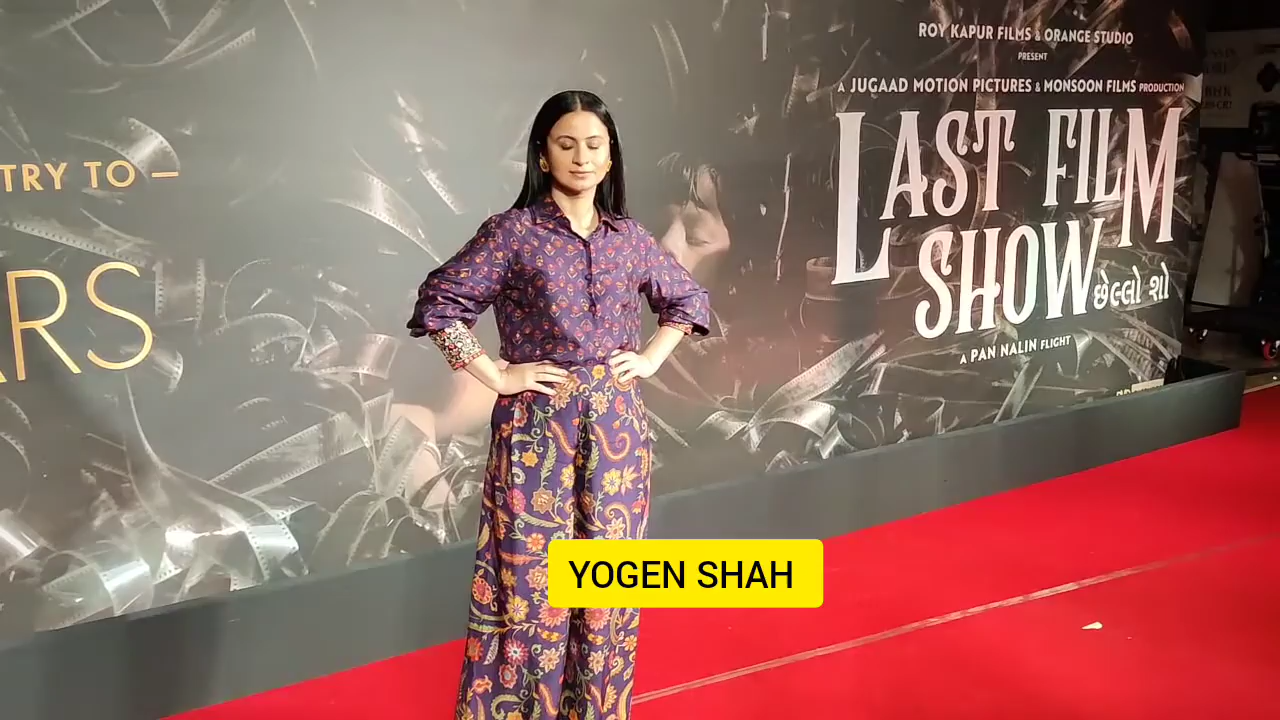 TRY TO –
RS
ROY KAPUR FILMS & ORANGE STUDIO
PRESENT
A JUGAAD MOTION PICTURES & MONSOON FILMS PRODUCTION
LAST FILM
SHOW છેલ્લો શો
A PAN NALIN FLIGHT
YOGEN SHAH